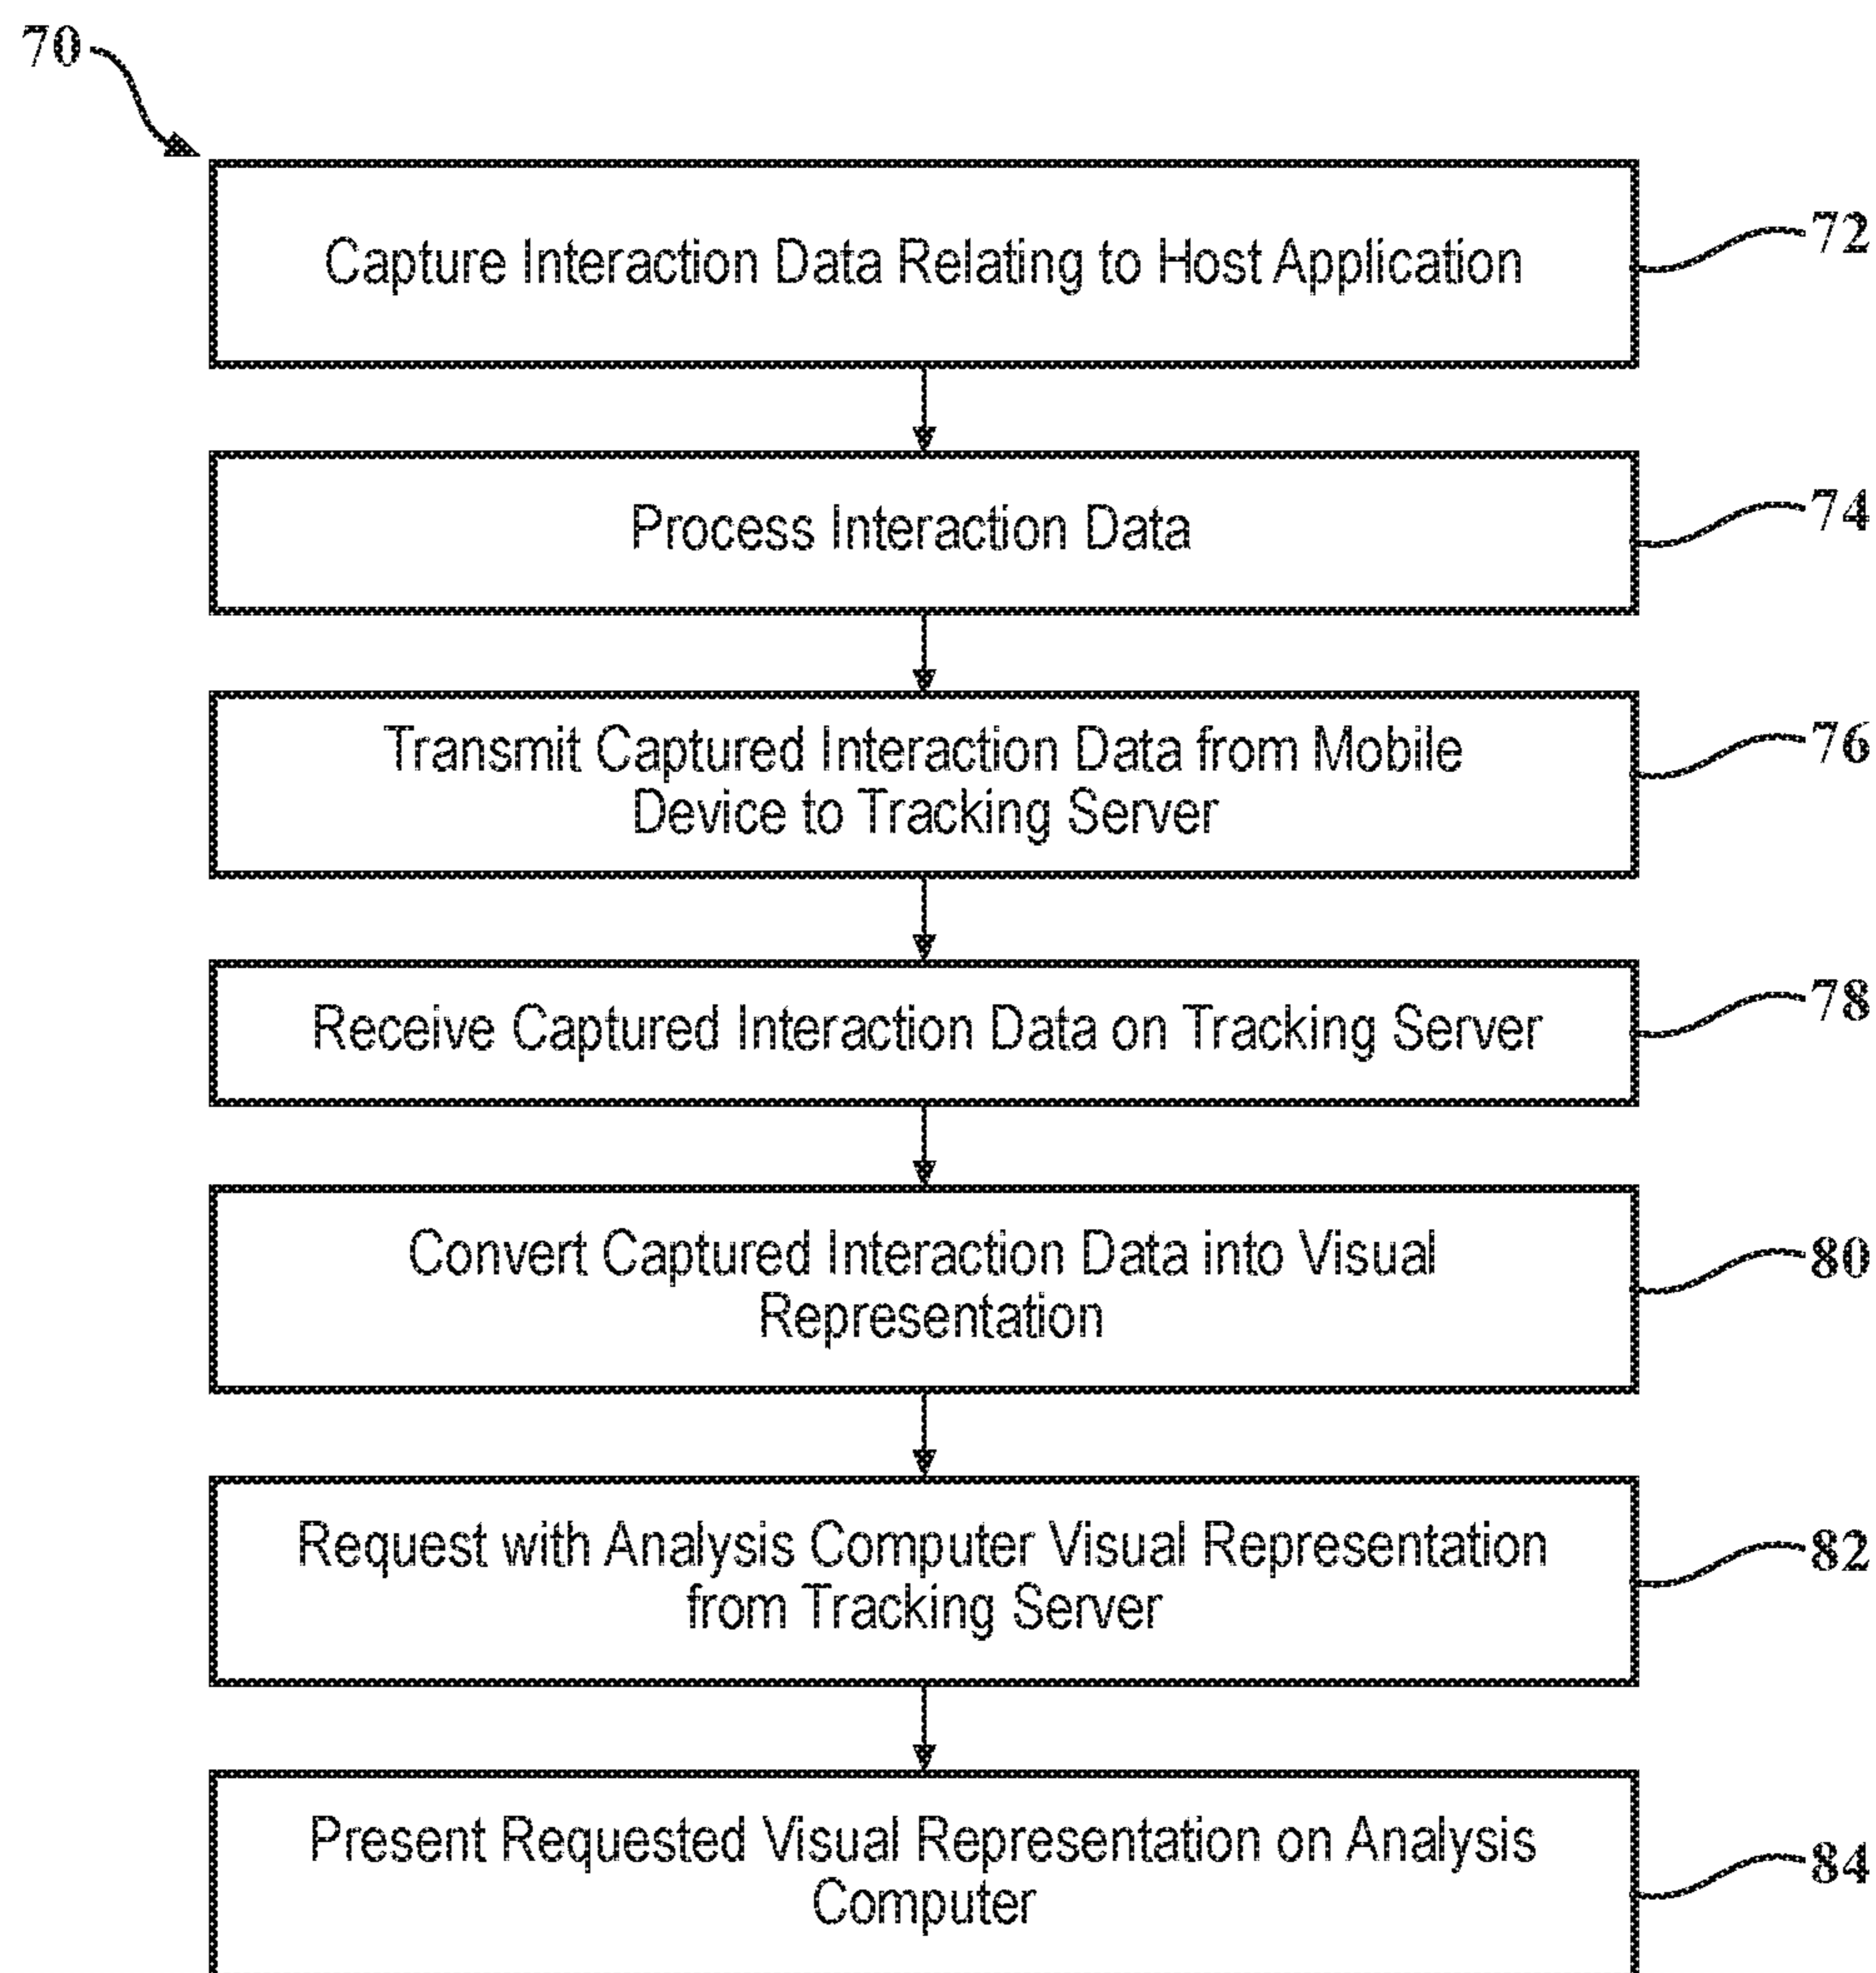 70
Capture Interaction Data Relating to Host Application
72
Process Interaction Data
74
Transmit Captured Interaction Data from Mobile
Device to Tracking Server
76
Receive Captured Interaction Data on Tracking Server
78
Convert Captured Interaction Data into Visual
Representation
80
Request with Analysis Computer Visual Representation
from Tracking Server
82
Present Requested Visual Representation on Analysis
Computer
84